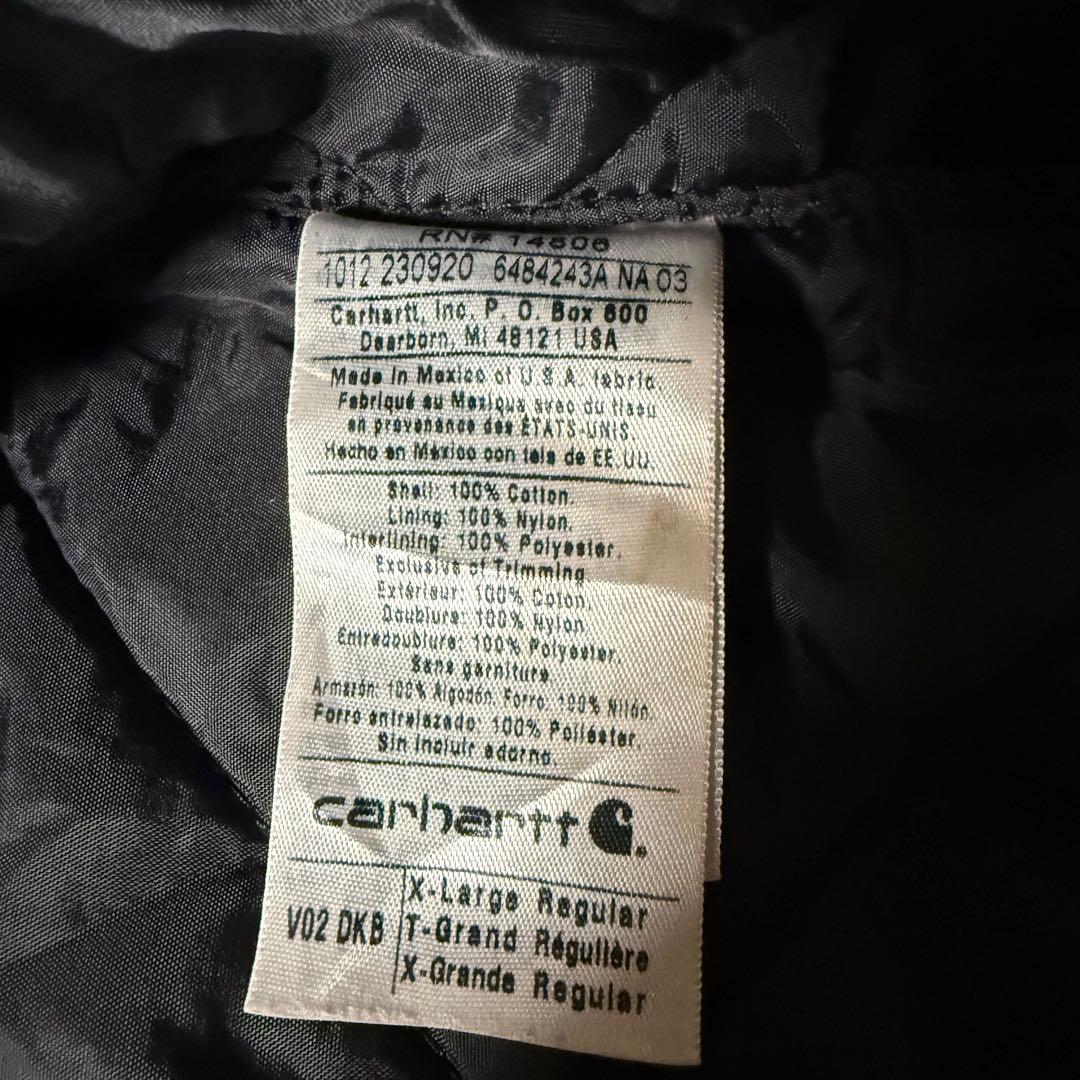 RN# 14806
1012 230920 6484243A NA 03
Carhartt, Inc. P. O. Box 600
Dearborn, MI 48121 USA
Made in Mexico of U.S.A. fabric.
Fabriqué au Mexique avec du tissu
en provenance des ÉTATS-UNIS.
Hecho en México con tela de EE.UU.
Shell: 100% Cotton.
Lining: 100% Nylon.
Interlining: 100% Polyester.
Exclusive of Trimming
Extérieur: 100% Coton.
Doublure: 100% Nylon.
Entredoublure: 100% Polyester.
Sans garniture
Armazón: 100% Algodón. Forro: 100% Nilón.
Forro entrelazado: 100% Poliéster.
Sin incluir adorno.
carhartt
V02 DKB
X-Large Regular
T-Grand Régulière
X-Grande Regular